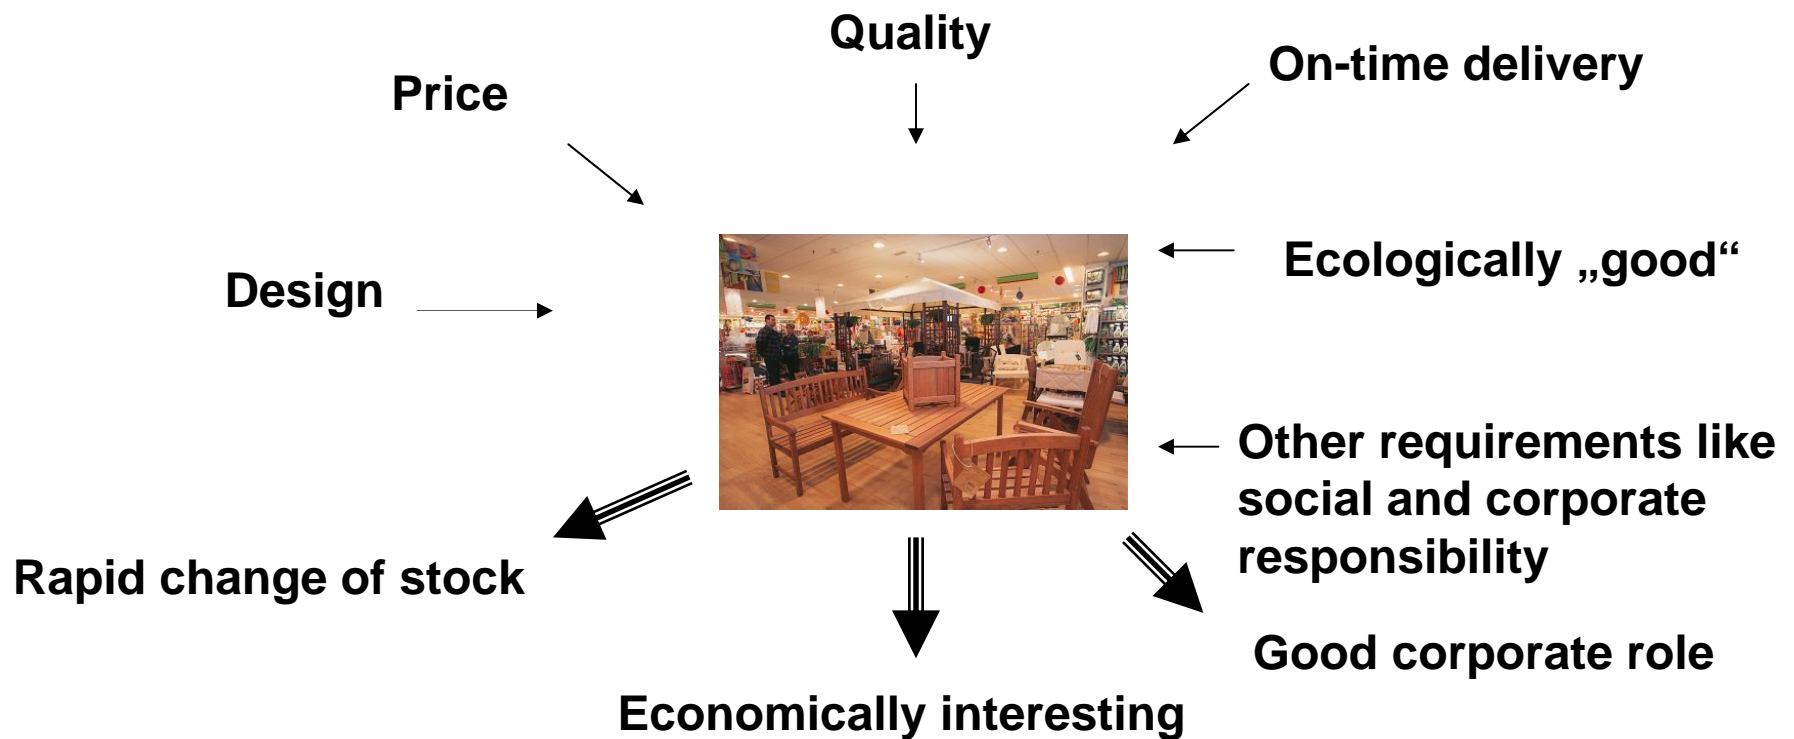 Quality
On-time delivery
Price
Ecologically „good“
Design
Other requirements like
social and corporate
responsibility
Rapid change of stock
Good corporate role
Economically interesting